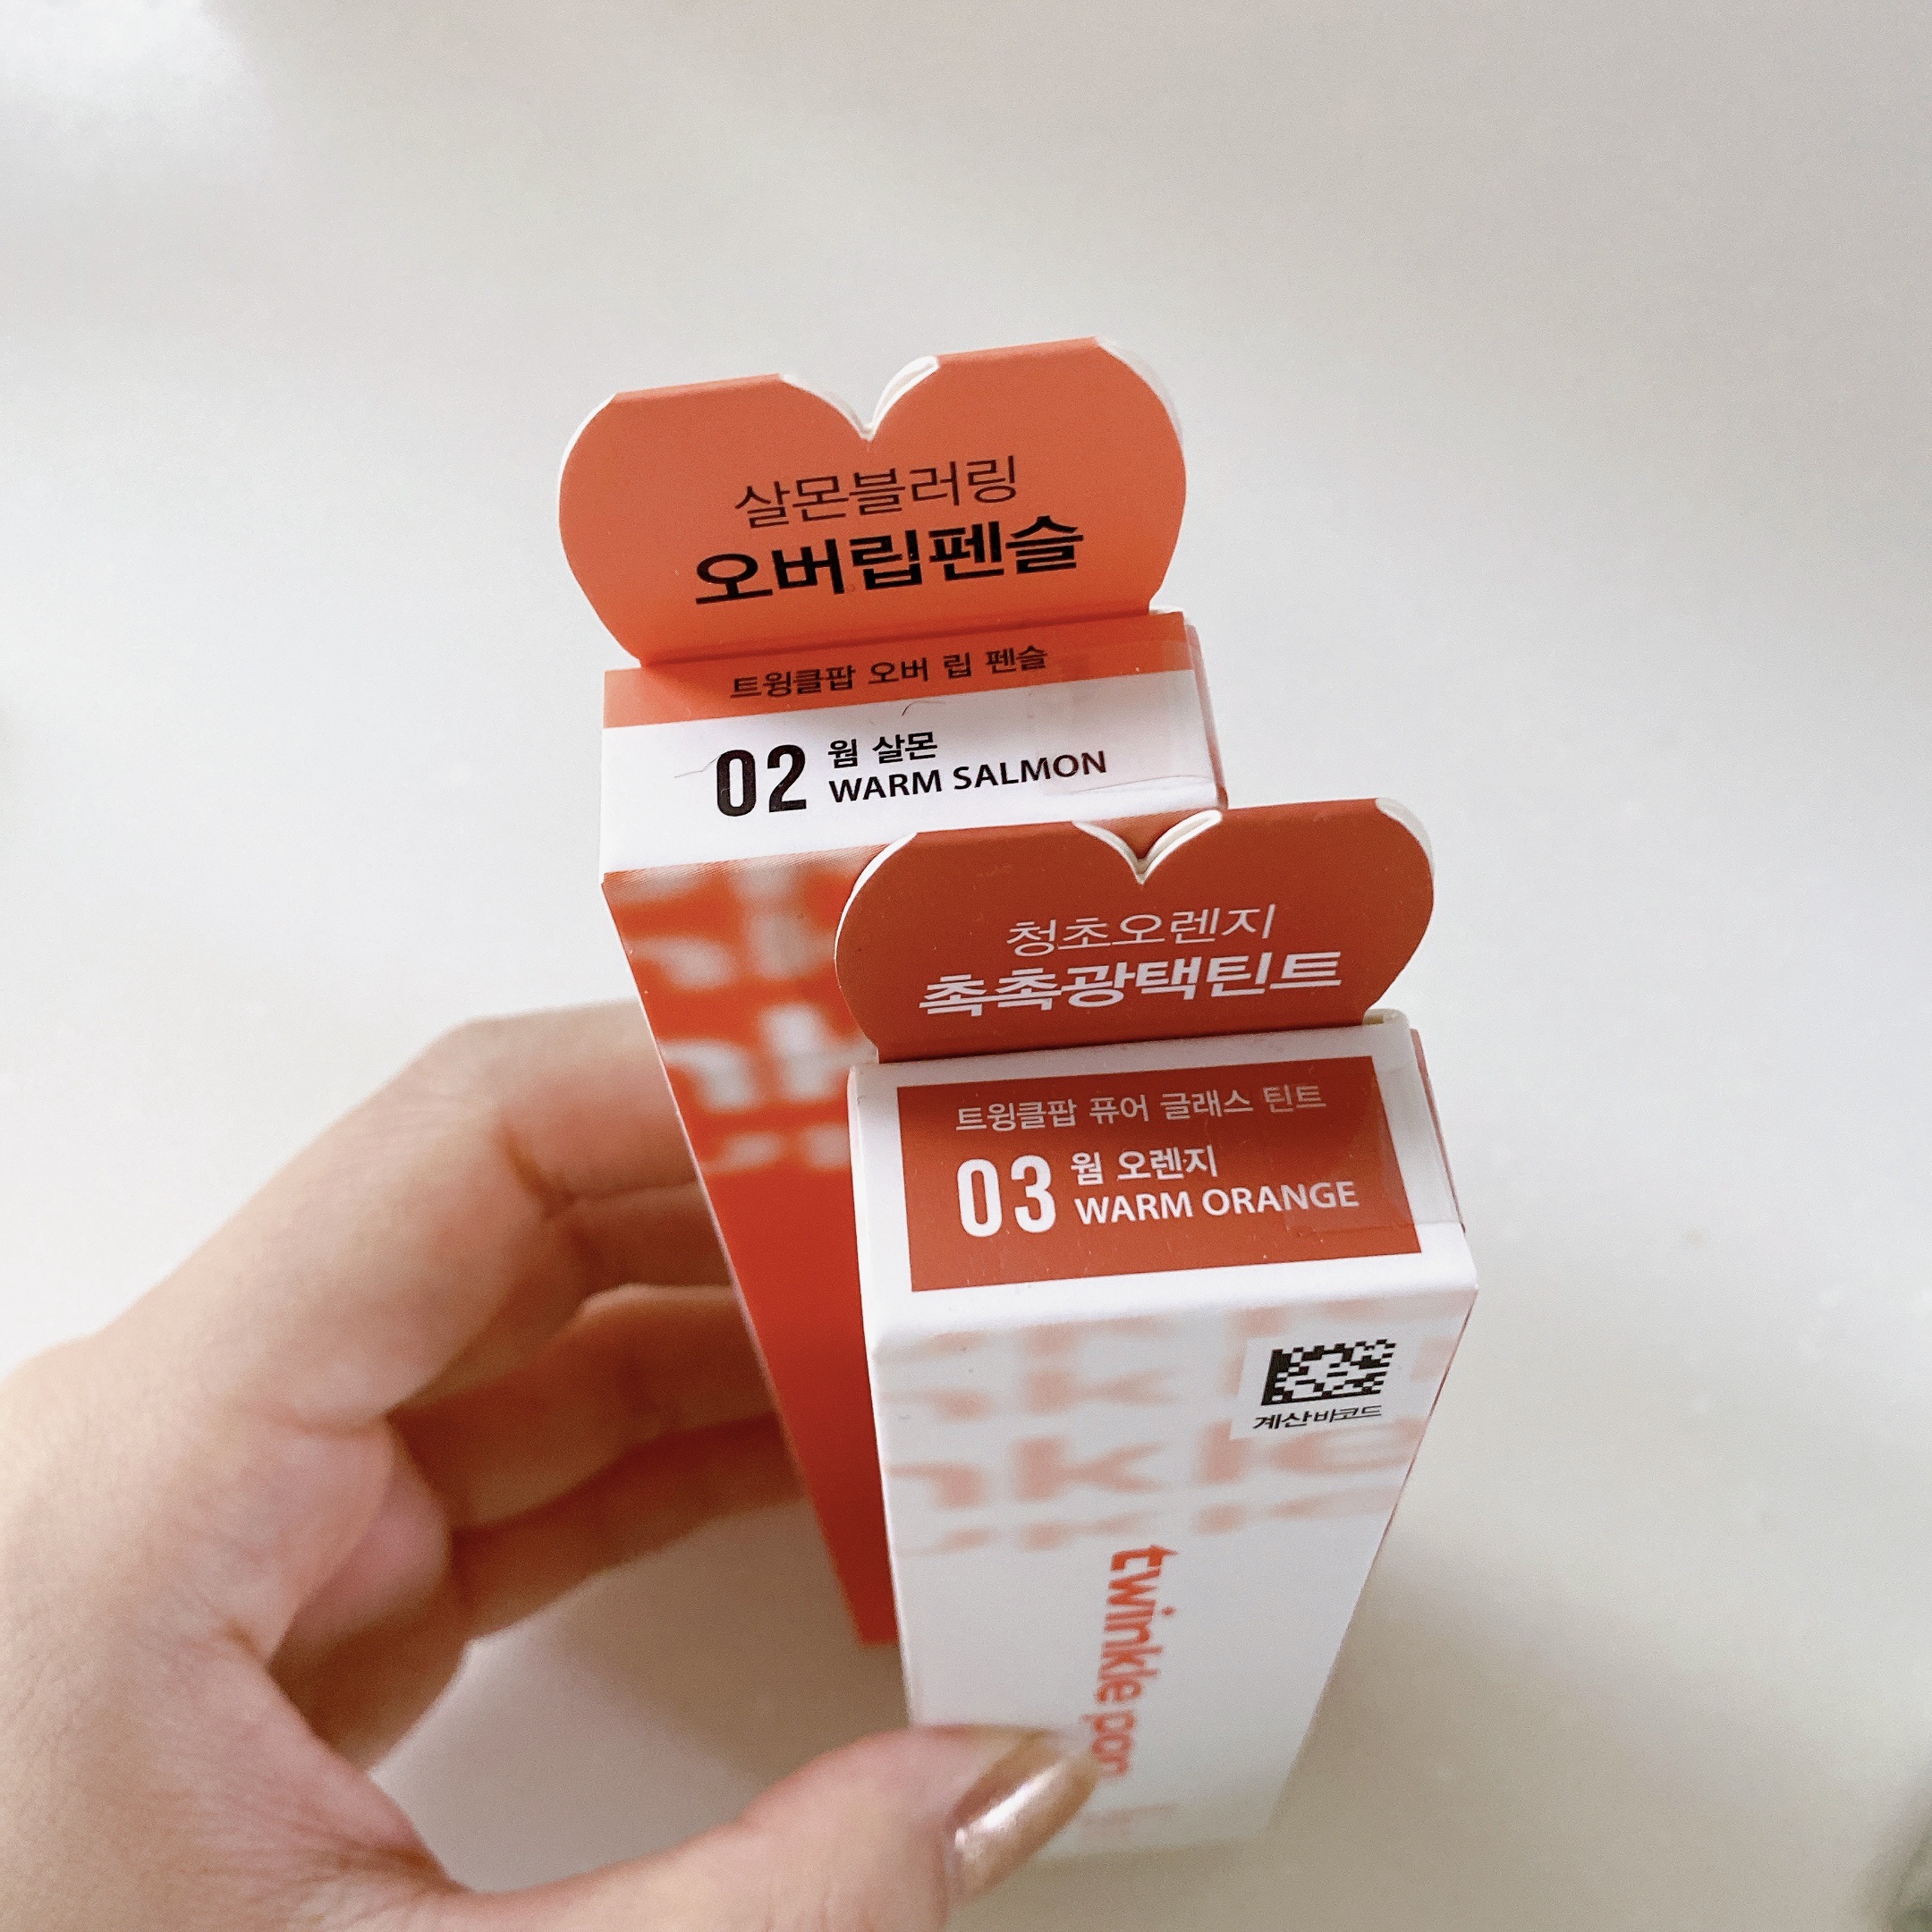 살몬블러링
오버립펜슬
트윙클팝 오버 립 펜슬
02 웜 살몬
WARM SALMON
청초오렌지
촉촉광택틴트
트윙클팝 퓨어 글래스 틴트
03 웜 오렌지
WARM ORANGE
계산바코드
twinkle pop